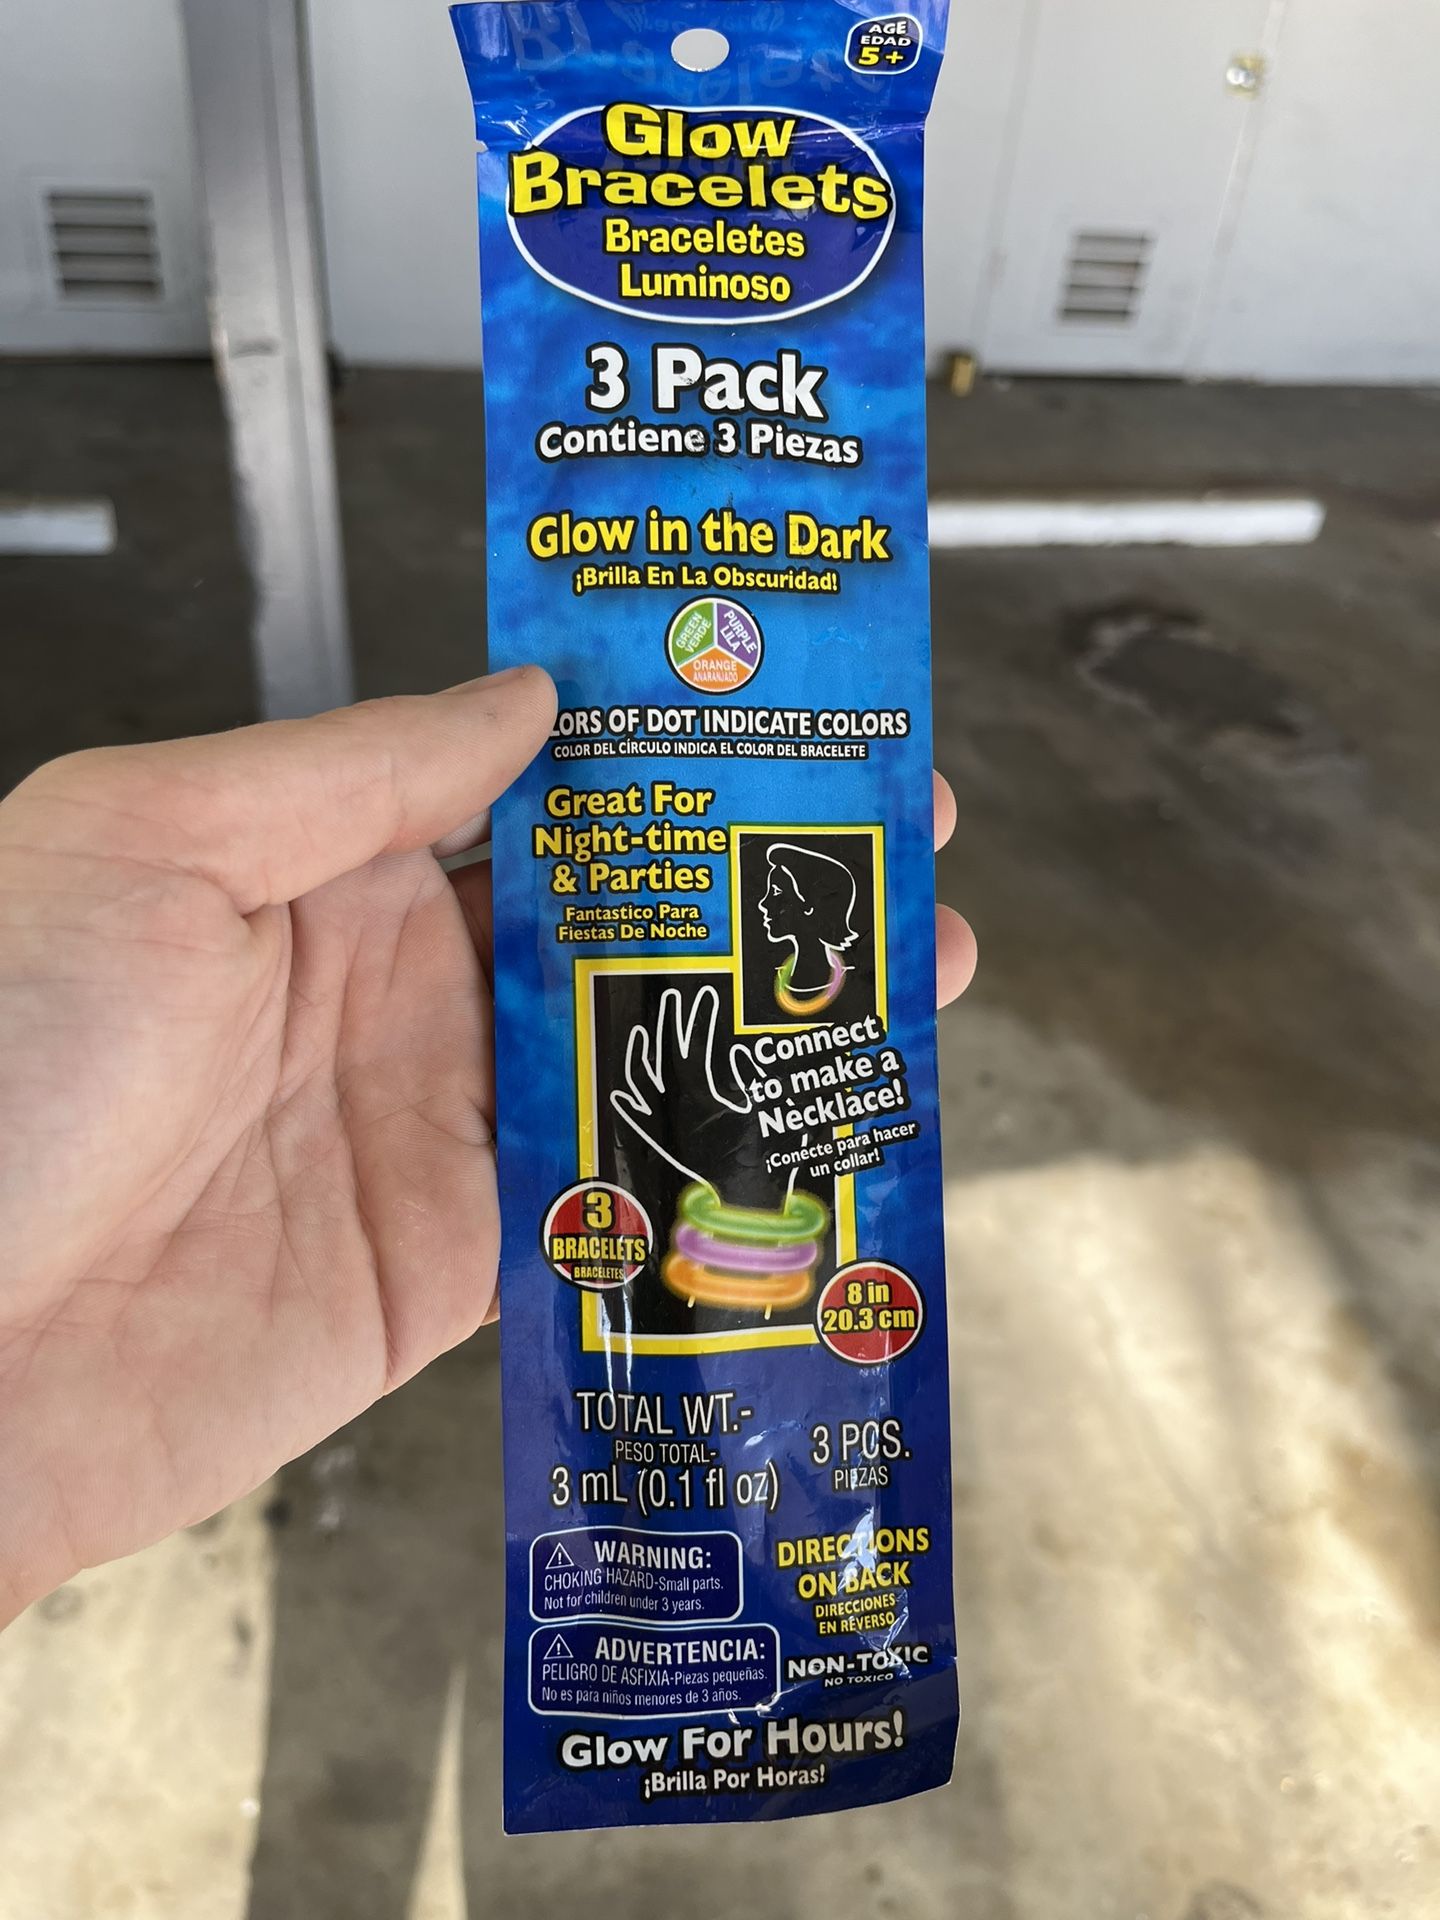 AGE
EDAD
5+
Glow
Bracelets
Braceletes
Luminoso
3 Pack
Contiene 3 Piezas
Glow in the Dark
¡Brilla En La Obscuridad!
GREEN
VERDE
PURPLE
LILA
ORANGE
ANARANJADO
LORS OF DOT INDICATE COLORS
COLOR DEL CÍRCULO INDICA EL COLOR DEL BRACELETE
Great For
Night-time
& Parties
Fantastico Para
Fiestas De Noche
Connect
to make a
Necklace!
¡Conecte para hacer
un collar!
3
BRACELETS
BRACELETES
8 in
20.3 cm
TOTAL WT.-
PESO TOTAL-
3 mL (0.1 fl oz)
3 PCS.
PIEZAS
WARNING:
CHOKING HAZARD-Small parts.
Not for children under 3 years.
DIRECTIONS
ON BACK
DIRECCIONES
EN REVERSO
ADVERTENCIA:
PELIGRO DE ASFIXIA-Piezas pequeñas.
No es para niños menores de 3 años.
NON-TOXIC
NO TOXICO
Glow For Hours!
¡Brilla Por Horas!